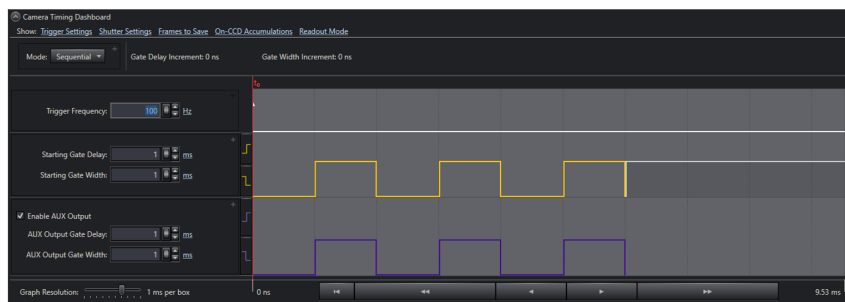 Camera Timing Dashboard
Show: Trigger Settings Shutter Settings Frames to Save On-CCD Accumulations Readout Mode
Mode: Sequential Gate Delay Increment: 0 ns Gate Width Increment: 0 ns
t₀
Trigger Frequency: 100 Hz
Starting Gate Delay: 1 ms
Starting Gate Width: 1 ms
Enable AUX Output
AUX Output Gate Delay: 1 ms
AUX Output Gate Width: 1 ms
Graph Resolution: 1 ms per box 0 ns 9.53 ms